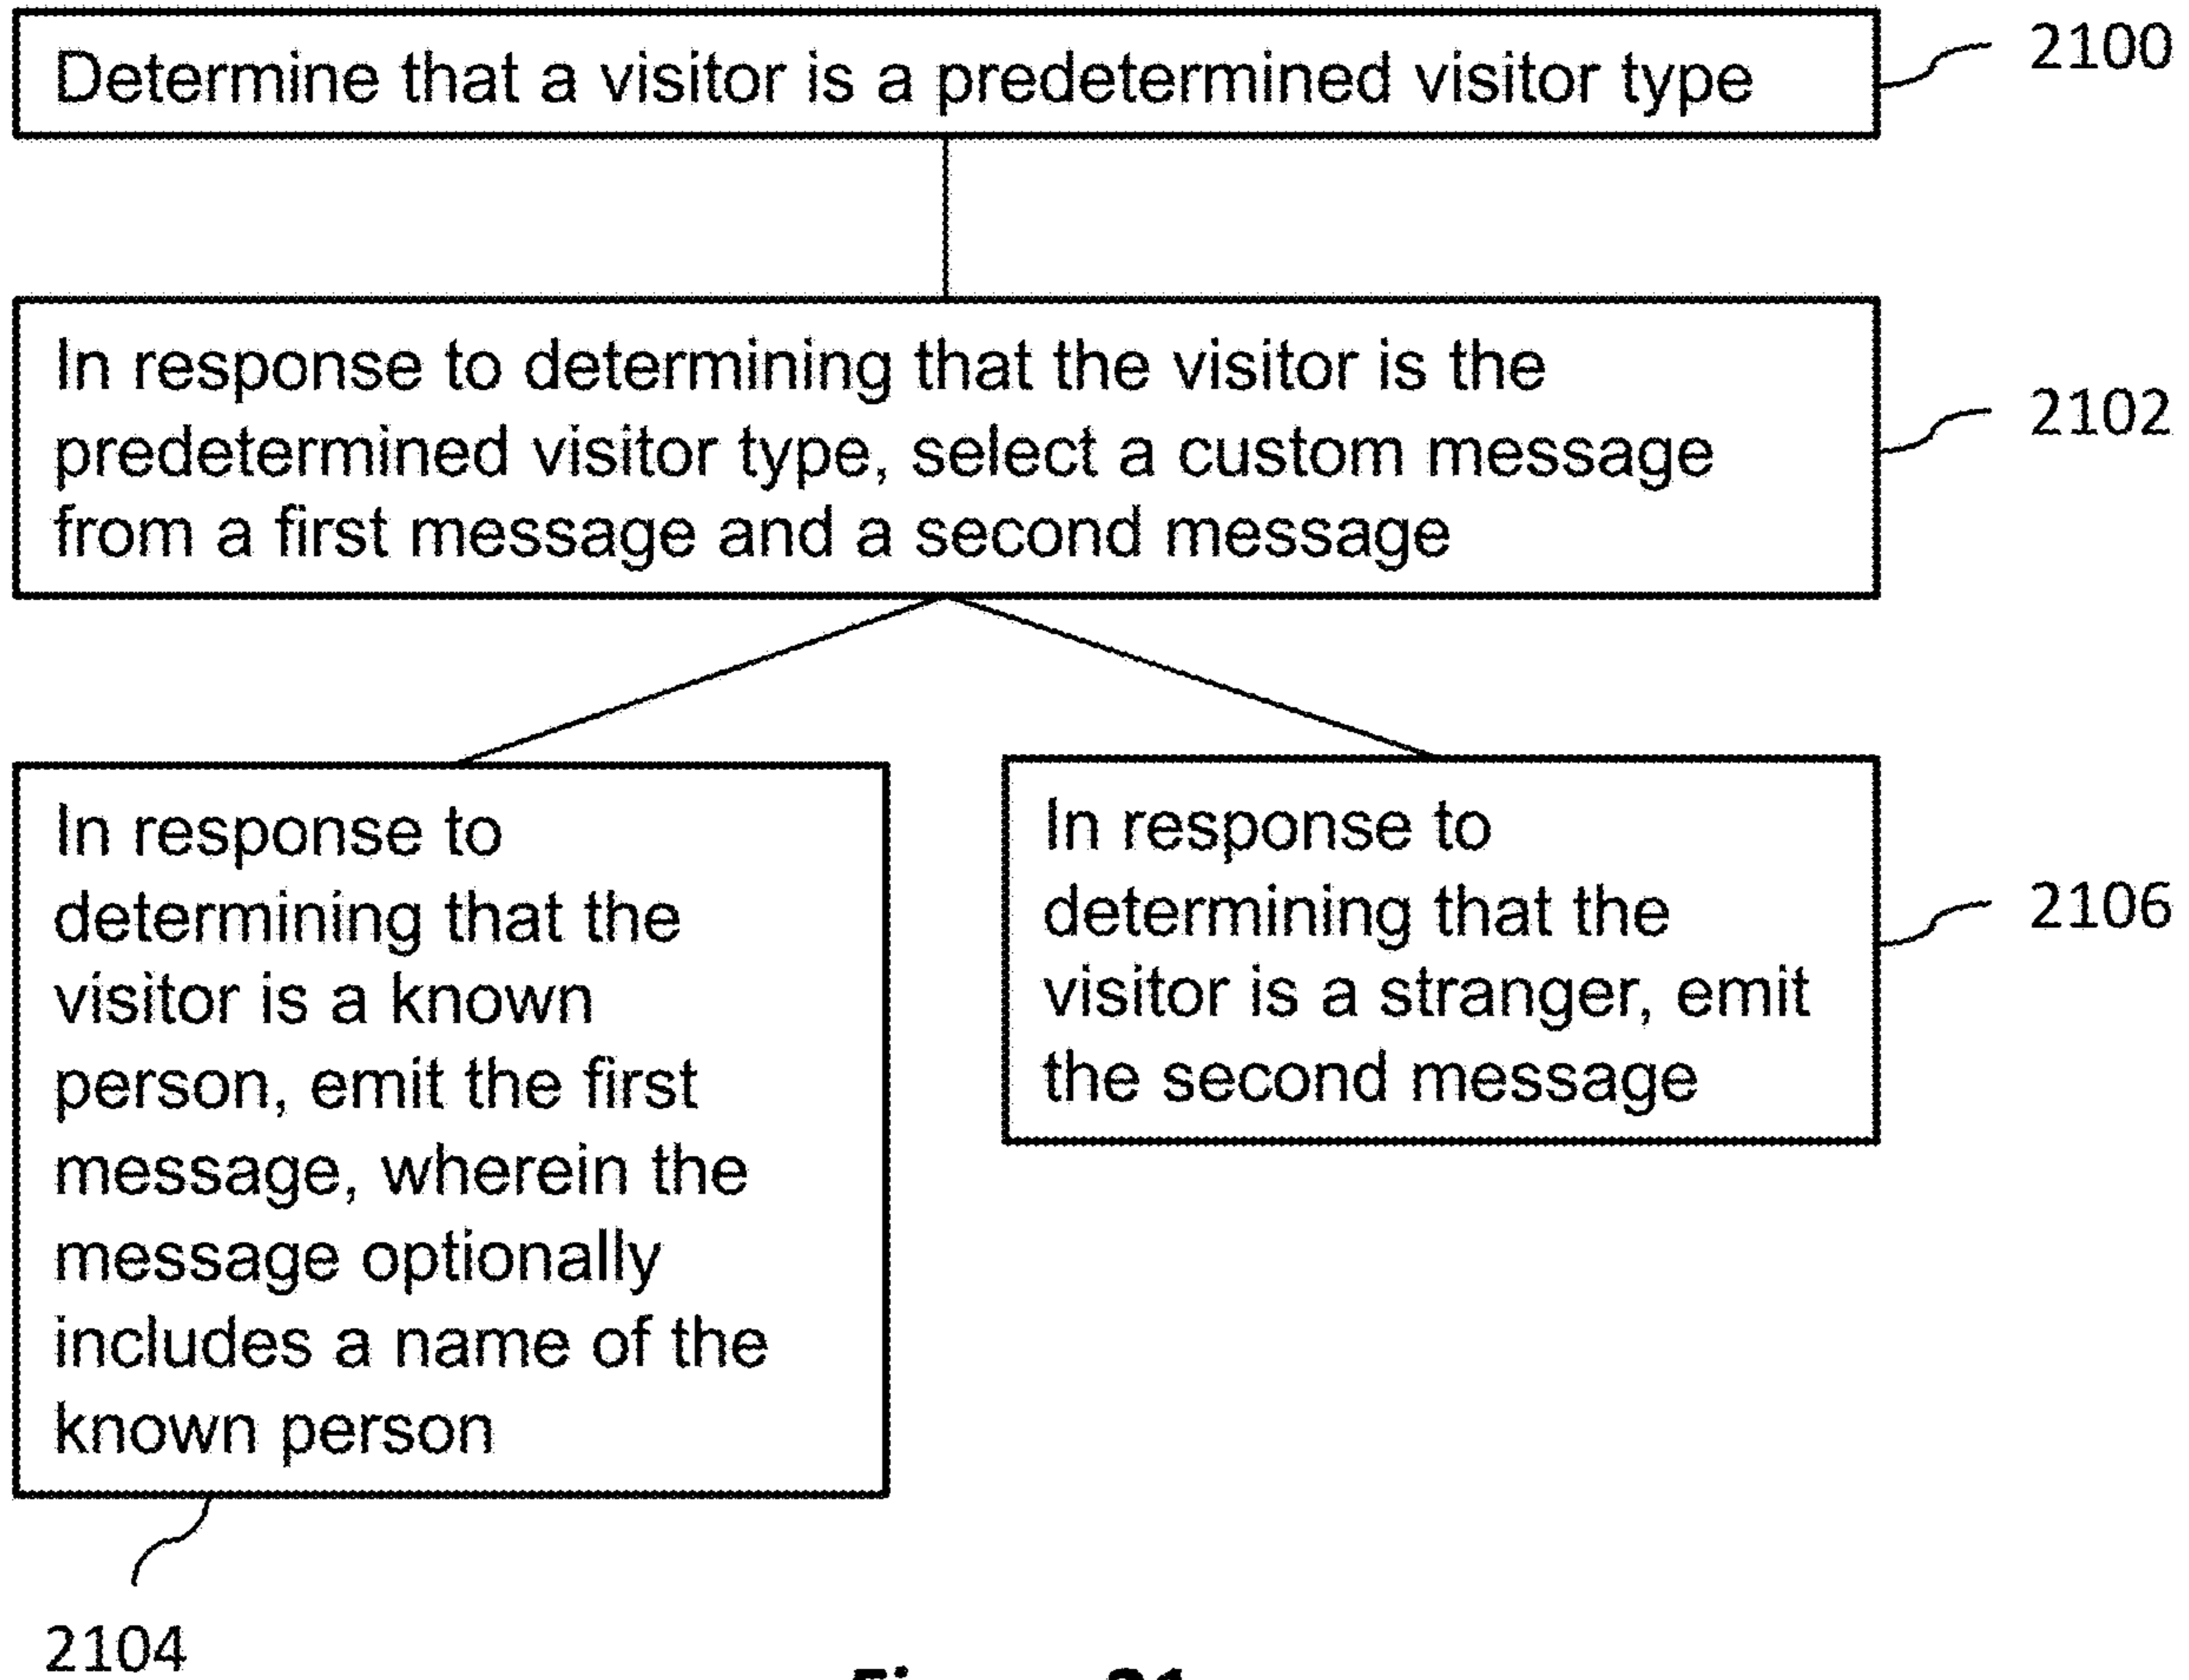 Determine that a visitor is a predetermined visitor type
2100
In response to determining that the visitor is the
predetermined visitor type, select a custom message
from a first message and a second message
2102
In response to
determining that the
visitor is a known
person, emit the first
message, wherein the
message optionally
includes a name of the
known person
2104
In response to
determining that the
visitor is a stranger, emit
the second message
2106